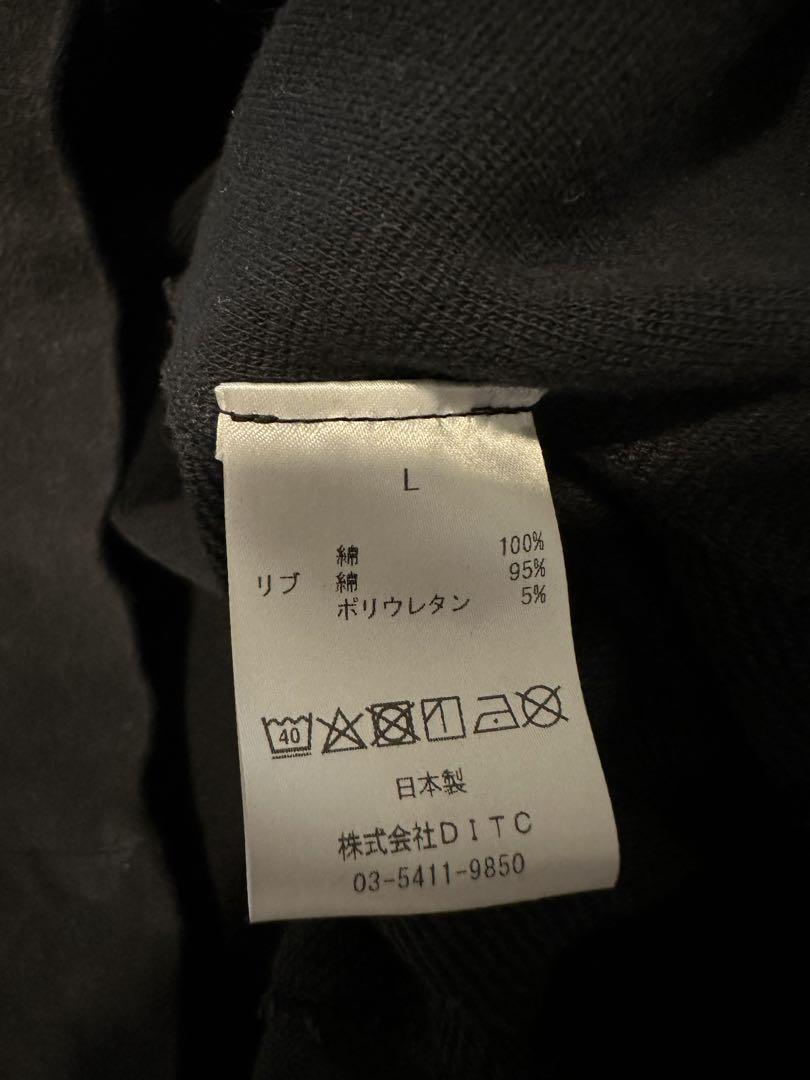 L
綿 100%
リブ 綿 95%
ポリウレタン 5%
40
日本製
株式会社DITC
03-5411-9850